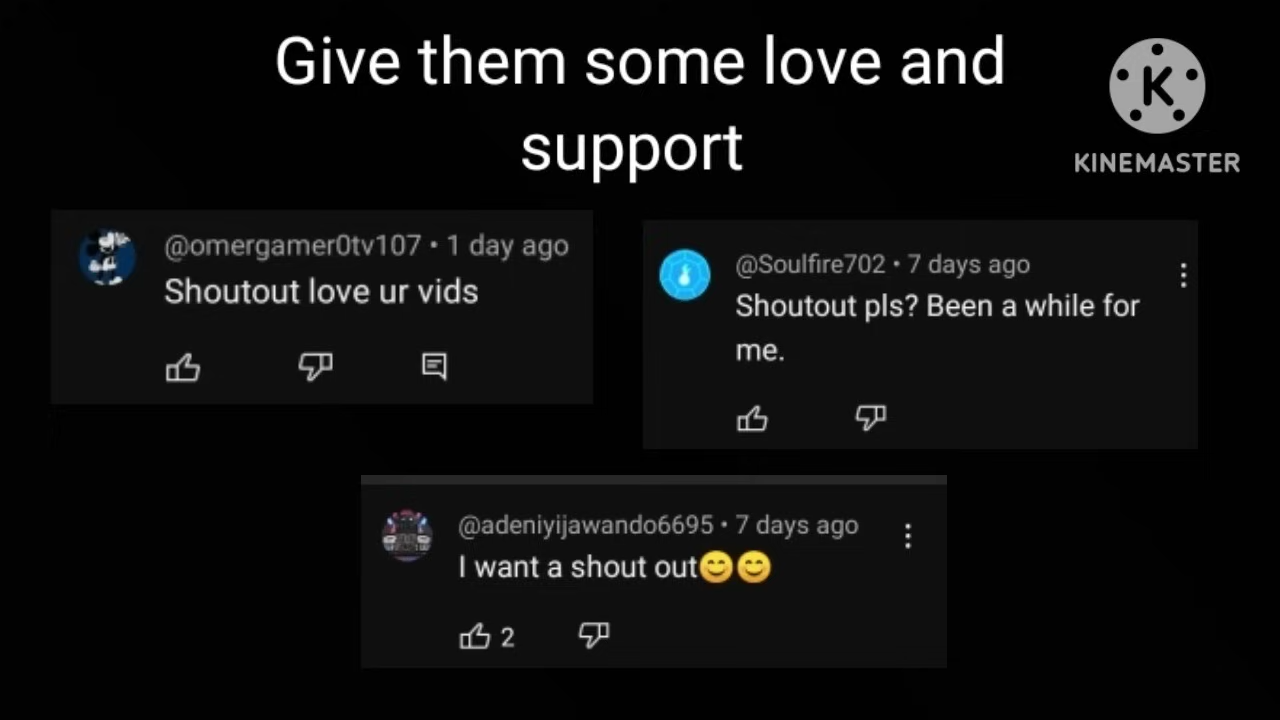 Give them some love and
support
K
KINEMASTER
@omergamer0tv107 • 1 day ago
Shoutout love ur vids
@Soulfire702 • 7 days ago
Shoutout pls? Been a while for
me.
@adeniyijawando6695 • 7 days ago
I want a shout out😊😊
2